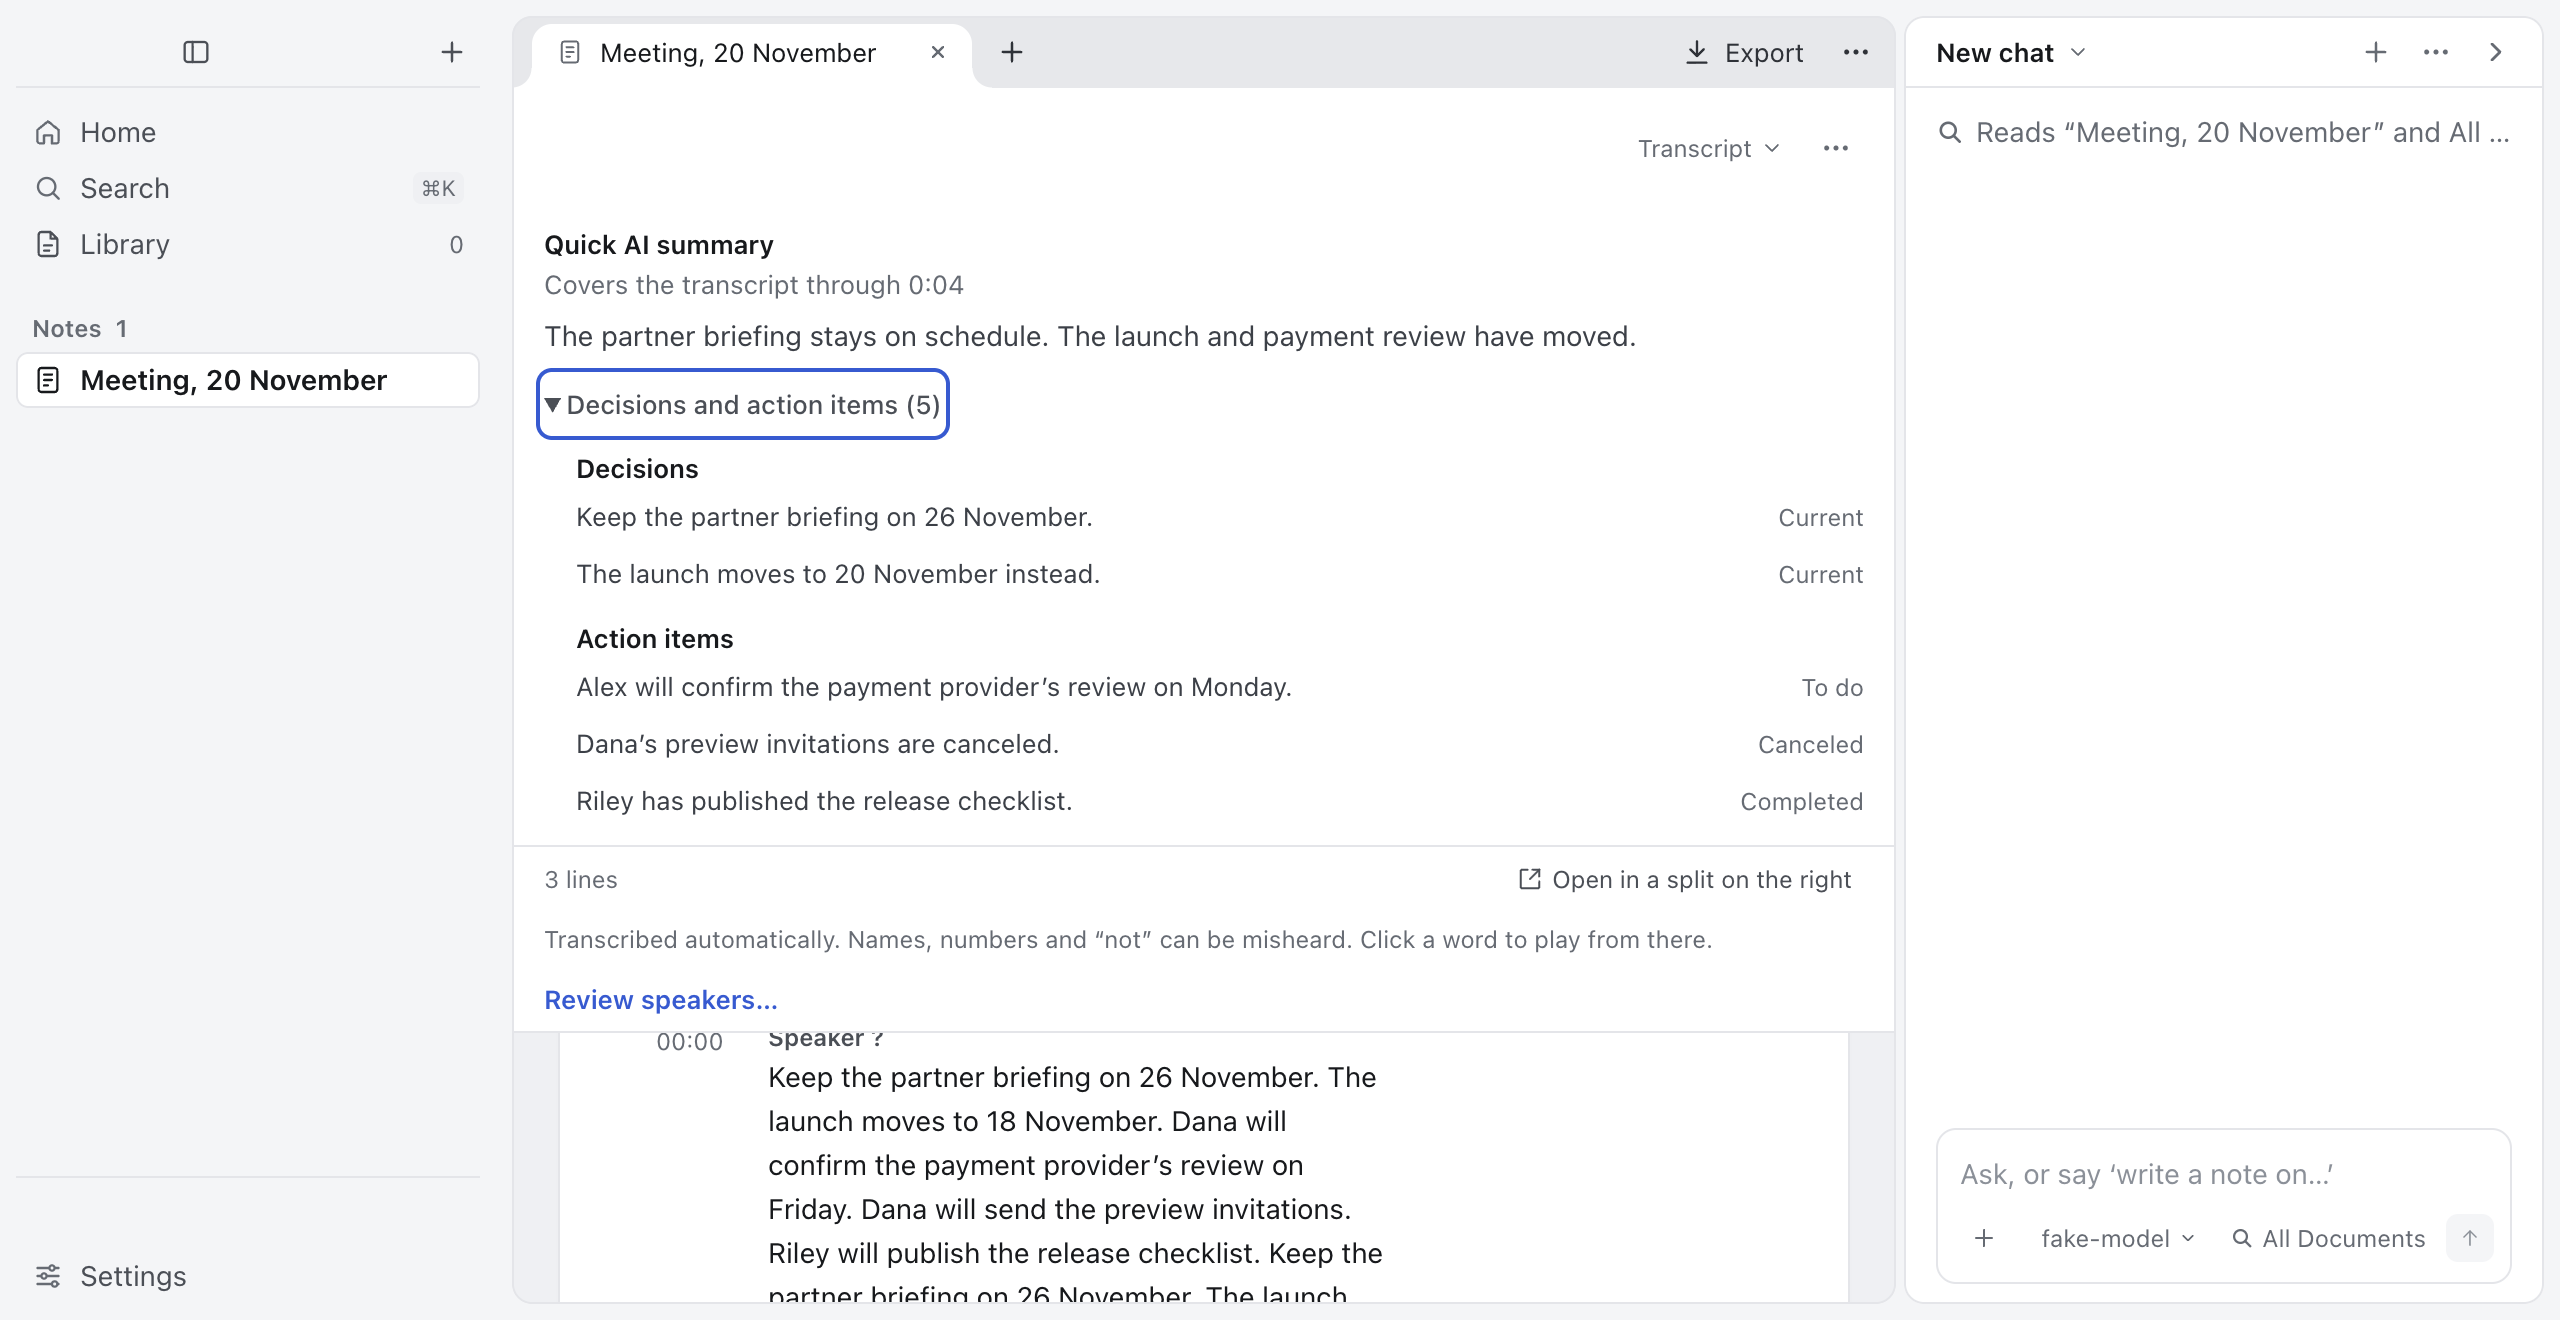 Meeting, 20 November
Export
New chat
Home
Search ⌘K
Library 0
Notes 1
Meeting, 20 November
Transcript
Quick AI summary
Covers the transcript through 0:04
The partner briefing stays on schedule. The launch and payment review have moved.
Decisions and action items (5)
Decisions
Keep the partner briefing on 26 November. Current
The launch moves to 20 November instead. Current
Action items
Alex will confirm the payment provider’s review on Monday. To do
Dana’s preview invitations are canceled. Canceled
Riley has published the release checklist. Completed
3 lines
Open in a split on the right
Transcribed automatically. Names, numbers and “not” can be misheard. Click a word to play from there.
Review speakers...
00:00 Speaker ?
Keep the partner briefing on 26 November. The
launch moves to 18 November. Dana will
confirm the payment provider’s review on
Friday. Dana will send the preview invitations.
Riley will publish the release checklist. Keep the
partner briefing on 26 November. The launch
Settings
Reads “Meeting, 20 November” and All ...
Ask, or say ‘write a note on...’
fake-model
All Documents